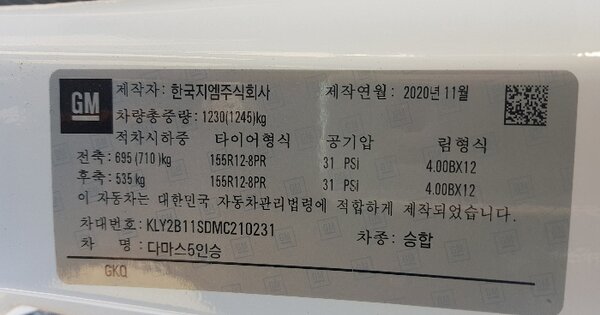 GM
제작자: 한국지엠주식회사 제작연월: 2020년 11월
차량총중량: 1230(1245)kg
적차시하중 타이어형식 공기압 림형식
전축: 695(710)kg 155R12-8PR 31 PSi 4.00BX12
후축: 535kg 155R12-8PR 31 PSi 4.00BX12
이 자동차는 대한민국 자동차관리법령에 적합하게 제작되었습니다.
차대번호: KLY2B11SDMC210231 차종: 승합
차 명: 다마스5인승
GKQ